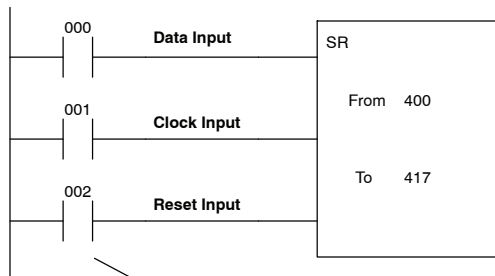 000
Data Input
SR
From 400
001
Clock Input
To 417
002
Reset Input